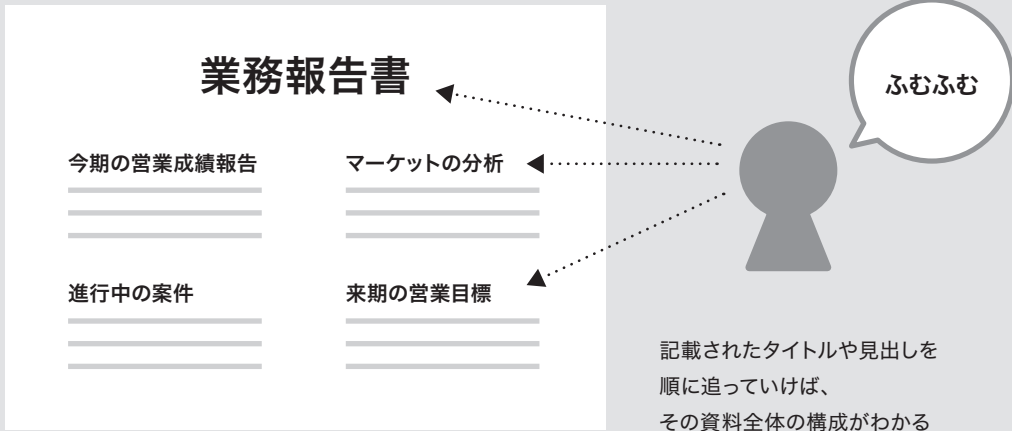 業務報告書
今期の営業成績報告
マーケットの分析
進行中の案件
来期の営業目標
ふむふむ
記載されたタイトルや見出しを
順に追っていけば、
その資料全体の構成がわかる